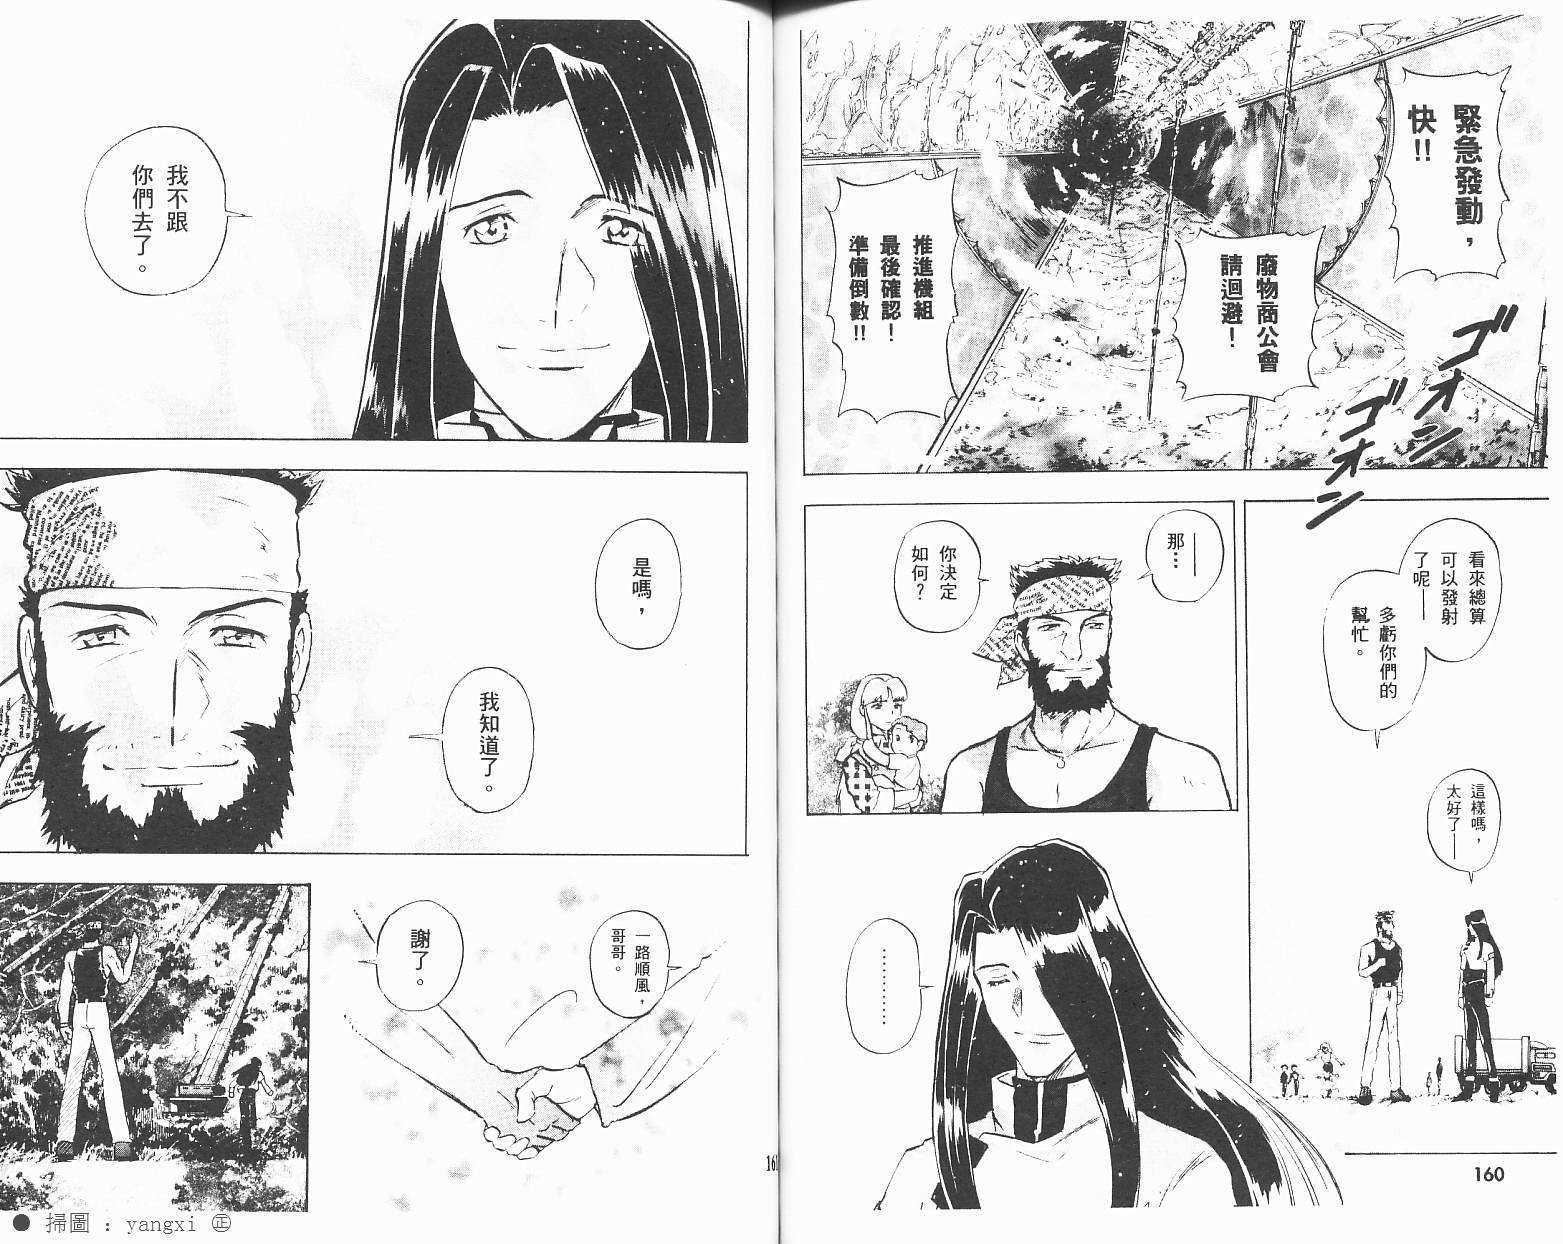 緊急發動，
快!!
廢物商公會
請迴避！
推進機組
最後確認！
準備倒數!!
ゴオン
ゴオン
看來總算
可以發射
了呢——
多虧你們的
幫忙。
這樣嗎，
太好了—
——
那…
你決定
如何？
…………
160
我不跟
你們去了。
是嗎，
我知道了。
一路順風，
哥哥。
謝了。
161
● 掃圖 : yangxi ㊣